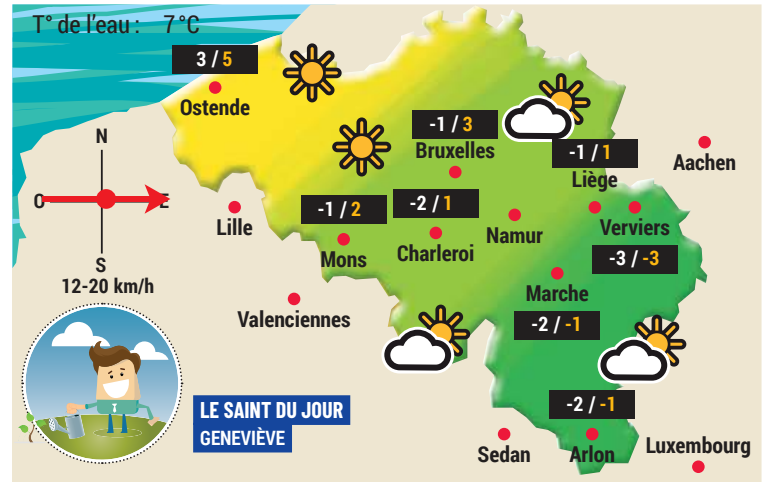 T° de l'eau : 7 °C
3 / 5
Ostende
-1 / 3
Bruxelles
-1 / 1
Liège
Aachen
N
O
E
S
12-20 km/h
Lille
-1 / 2
Mons
-2 / 1
Charleroi
Namur
Verviers
-3 / -3
Marche
-2 / -1
Valenciennes
-2 / -1
Sedan
Arlon
Luxembourg
LE SAINT DU JOUR
GENEVIÈVE